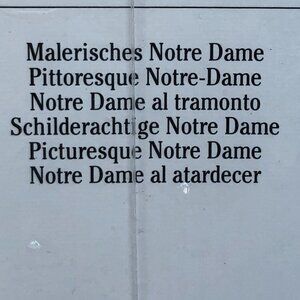 Malerisches Notre Dame
Pittoresque Notre-Dame
Notre Dame al tramonto
Schilderachtige Notre Dame
Picturesque Notre Dame
Notre Dame al atardecer